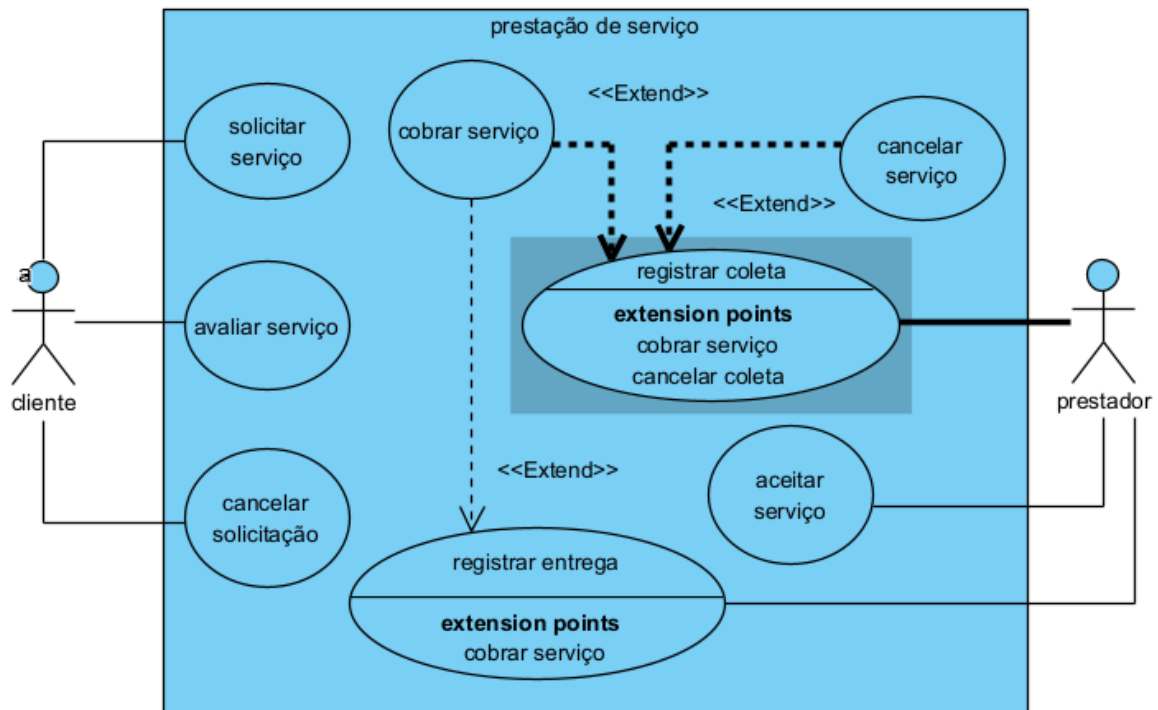 prestação de serviço
solicitar
serviço
cobrar serviço
<<Extend>>
cancelar
serviço
<<Extend>>
a
cliente
avaliar serviço
registrar coleta
extension points
cobrar serviço
cancelar coleta
prestador
cancelar
solicitação
<<Extend>>
aceitar
serviço
registrar entrega
extension points
cobrar serviço